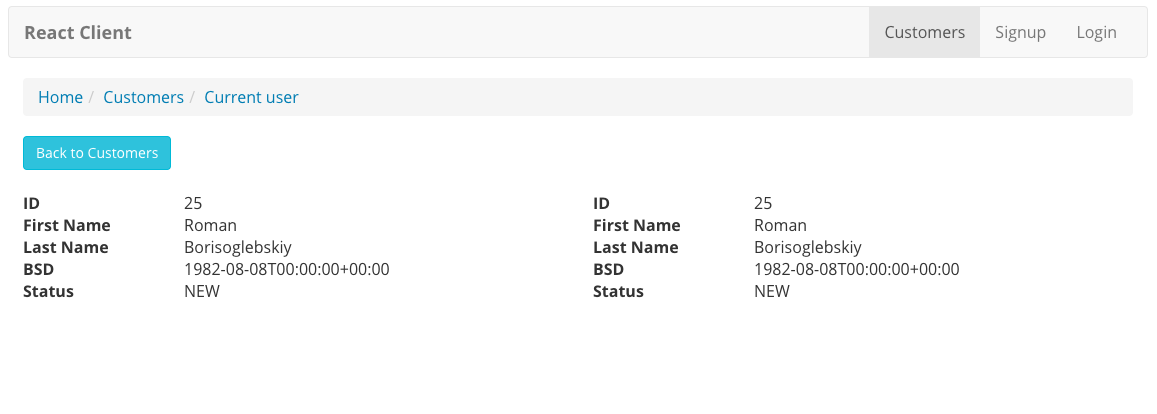 React Client Customers Signup Login
Home / Customers / Current user
Back to Customers
ID 25 ID 25
First Name Roman First Name Roman
Last Name Borisoglebskiy Last Name Borisoglebskiy
BSD 1982-08-08T00:00:00+00:00 BSD 1982-08-08T00:00:00+00:00
Status NEW Status NEW